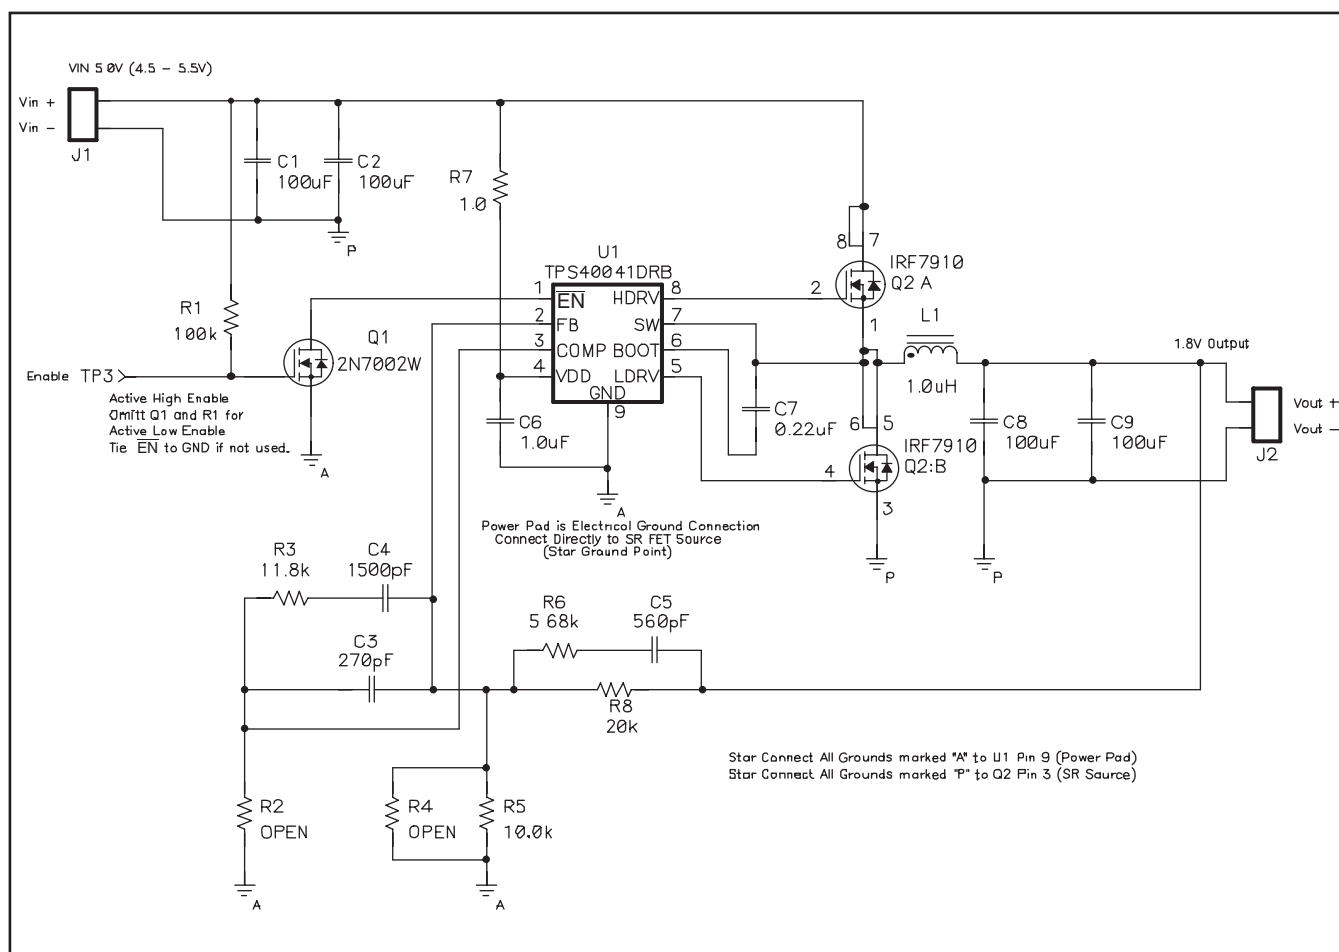 VIN 5 0V (4.5 – 5.5V)
Vin +
Vin –
J1
C1
100uF
C2
100uF
P
R7
1.0
R1
100k
Enable TP3
Active High Enable
Omitt Q1 and R1 for
Active Low Enable
Tie EN to GND if not used.
Q1
2N7002W
A
U1
TPS40041DRB
1 EN HDRV 8
2 FB SW 7
3 COMP BOOT 6
4 VDD LDRV 5
GND
9
C6
1.0uF
A
Power Pad is Electrical Ground Connection
Connect Directly to SR FET Source
(Star Ground Point)
C7
0.22uF
8 7
IRF7910
Q2 A
2
1
L1
1.0uH
6 5
IRF7910
Q2:B
4
3
P
1.8V Output
C8
100uF
C9
100uF
P
Vout +
Vout –
J2
R3
11.8k
C4
1500pF
C3
270pF
R6
5 68k
C5
560pF
R8
20k
R2
OPEN
A
R4
OPEN
R5
10.0k
A
Star Connect All Grounds marked "A" to U1 Pin 9 (Power Pad)
Star Connect All Grounds marked "P" to Q2 Pin 3 (SR Saurce)